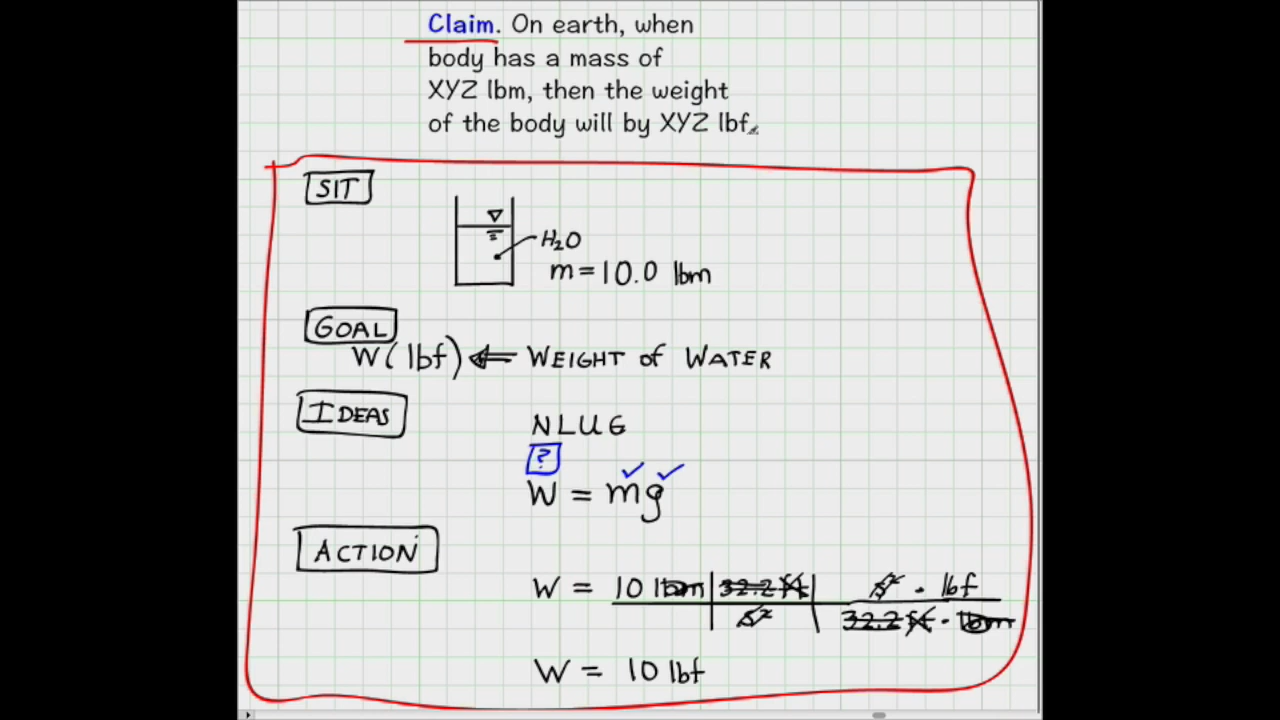 Claim. On earth, when
body has a mass of
XYZ lbm, then the weight
of the body will by XYZ lbf.
SIT
H₂O
m = 10.0 lbm
GOAL
W(lbf) ⇐ WEIGHT of WATER
IDEAS
NLUG
?
✓ ✓
W = mg
ACTION
W = 10 lbm | 32.2 ft | s² · lbf
s² | 32.2 ft · lbm
W = 10 lbf